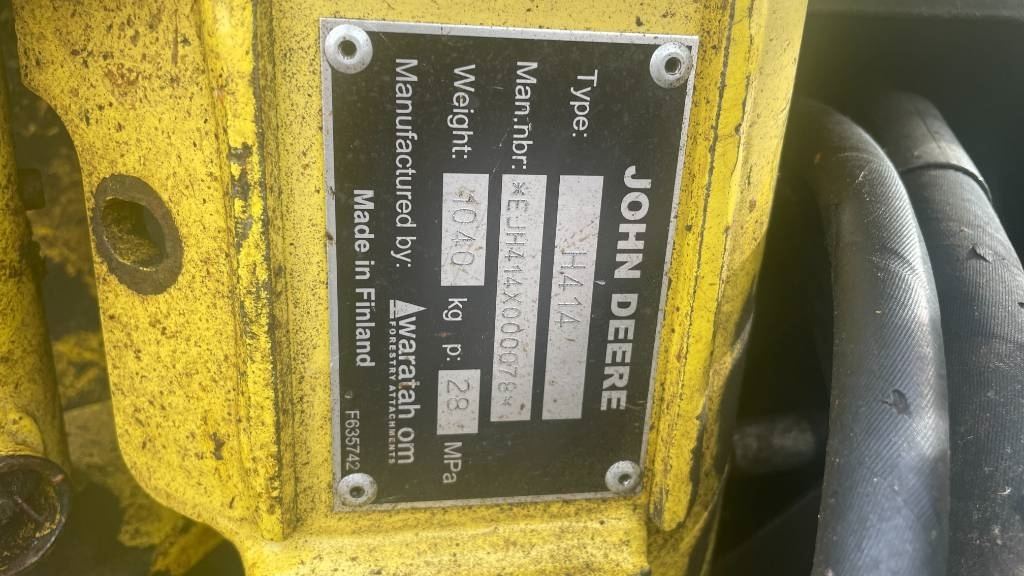 JOHN DEERE
Type: H414
Man.nbr: *EJH414X000078*
Weight: 1040 kg p: 28 MPa
Manufactured by: Waratah om
FORESTRY ATTACHMENTS
Made in Finland
F635742